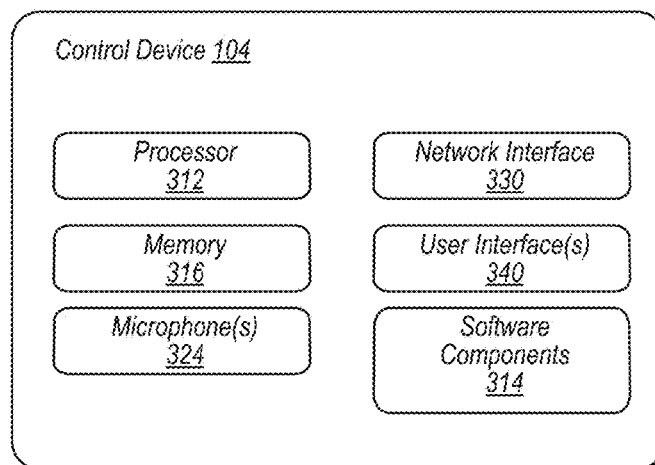 Control Device 104
Processor
312
Network Interface
330
Memory
316
User Interface(s)
340
Microphone(s)
324
Software
Components
314